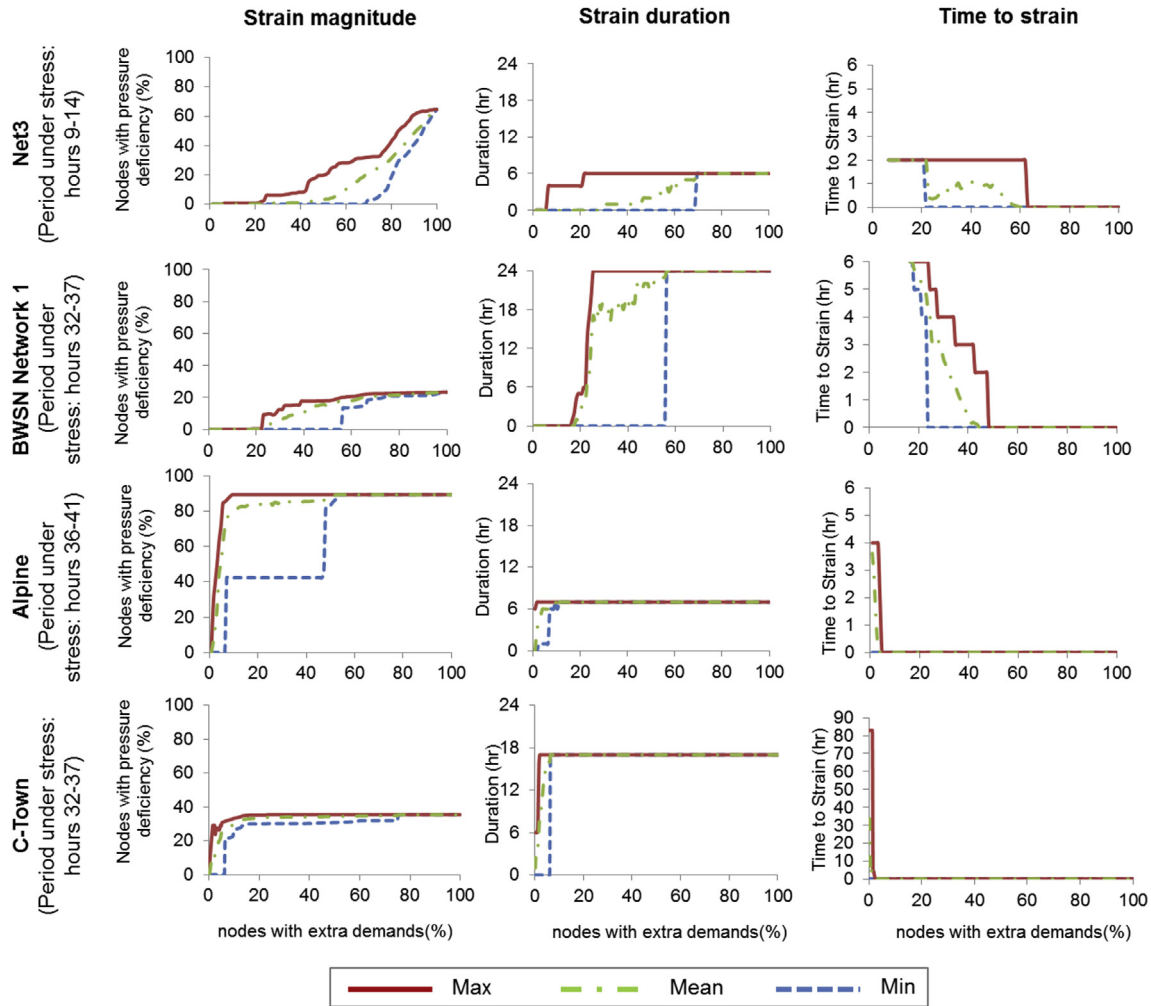 Strain magnitude
Strain duration
Time to strain
Net3
(Period under stress:
hours 9-14)
Nodes with pressure
deficiency (%)
100
80
60
40
20
0
0 20 40 60 80 100
Duration (hr)
24
18
12
6
0
0 20 40 60 80 100
Time to Strain (hr)
6
5
4
3
2
1
0
0 20 40 60 80 100
BWSN Network 1
(Period under
stress: hours 32-37)
Nodes with pressure
deficiency (%)
100
80
60
40
20
0
0 20 40 60 80 100
Duration (hr)
24
18
12
6
0
0 20 40 60 80 100
Time to Strain (hr)
6
5
4
3
2
1
0
0 20 40 60 80 100
Alpine
(Period under
stress: hours 36-41)
Nodes with pressure
deficiency (%)
100
80
60
40
20
0
0 20 40 60 80 100
Duration (hr)
24
18
12
6
0
0 20 40 60 80 100
Time to Strain (hr)
6
5
4
3
2
1
0
0 20 40 60 80 100
C-Town
(Period under stress:
hours 32-37)
Nodes with pressure
deficiency (%)
100
80
60
40
20
0
0 20 40 60 80 100
nodes with extra demands(%)
Duration (hr)
24
18
12
6
0
0 20 40 60 80 100
nodes with extra demands(%)
Time to Strain (hr)
90
80
70
60
50
40
30
20
10
0
0 20 40 60 80 100
nodes with extra demands(%)
Max Mean Min